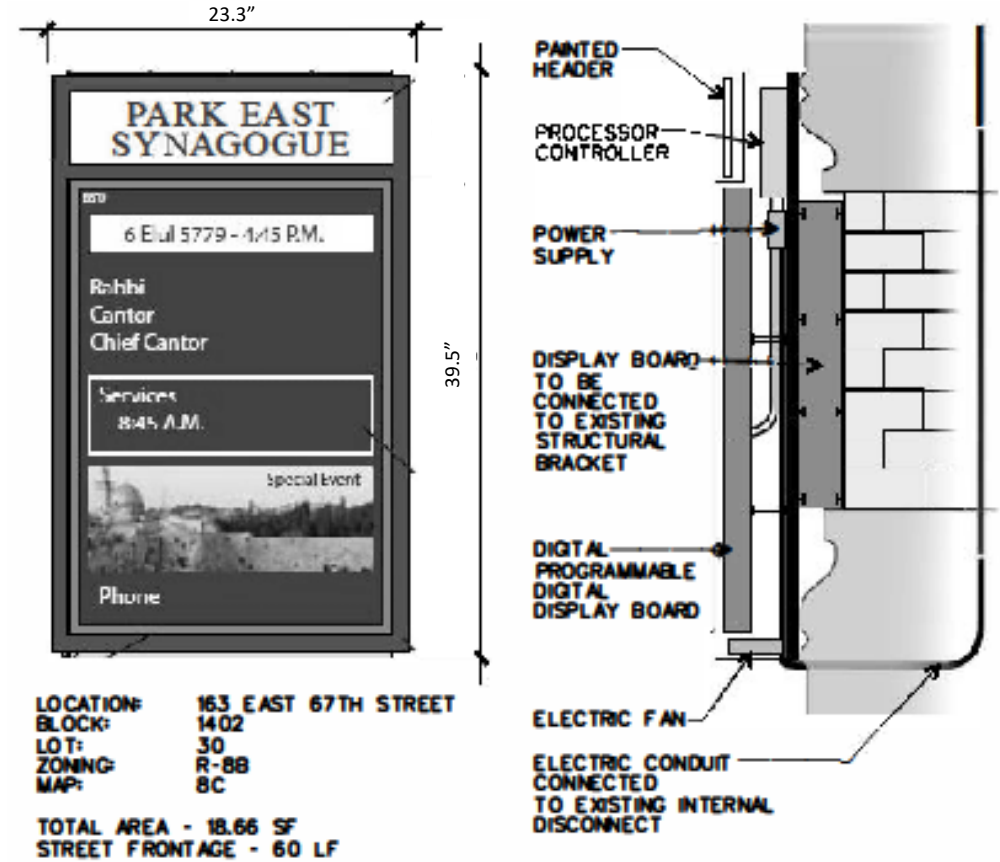 23.3”
PARK EAST
SYNAGOGUE
6 Elul 5779 - 4:45 P.M.
Rabbi
Cantor
Chief Cantor
Services
8:45 A.M.
Special Event
Phone
39.5”
LOCATION: 163 EAST 67TH STREET
BLOCK: 1402
LOT: 30
ZONING: R-8B
MAP: 8C
TOTAL AREA - 18.66 SF
STREET FRONTAGE - 60 LF
PAINTED
HEADER
PROCESSOR
CONTROLLER
POWER
SUPPLY
DISPLAY BOARD
TO BE
CONNECTED
TO EXISTING
STRUCTURAL
BRACKET
DIGITAL
PROGRAMMABLE
DIGITAL
DISPLAY BOARD
ELECTRIC FAN
ELECTRIC CONDUIT
CONNECTED
TO EXISTING INTERNAL
DISCONNECT